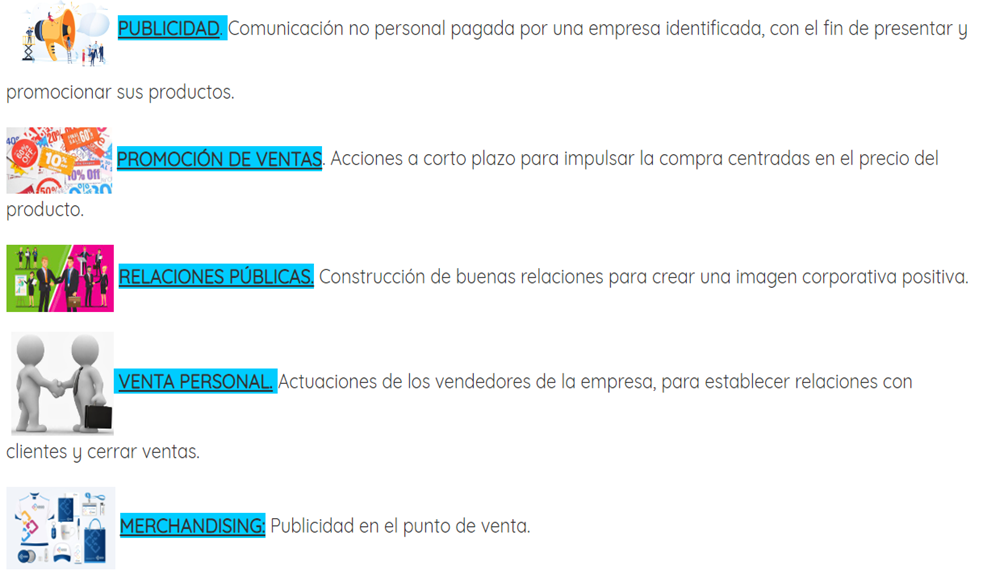 PUBLICIDAD. Comunicación no personal pagada por una empresa identificada, con el fin de presentar y
promocionar sus productos.
PROMOCIÓN DE VENTAS. Acciones a corto plazo para impulsar la compra centradas en el precio del
producto.
RELACIONES PÚBLICAS. Construcción de buenas relaciones para crear una imagen corporativa positiva.
VENTA PERSONAL. Actuaciones de los vendedores de la empresa, para establecer relaciones con
clientes y cerrar ventas.
MERCHANDISING: Publicidad en el punto de venta.